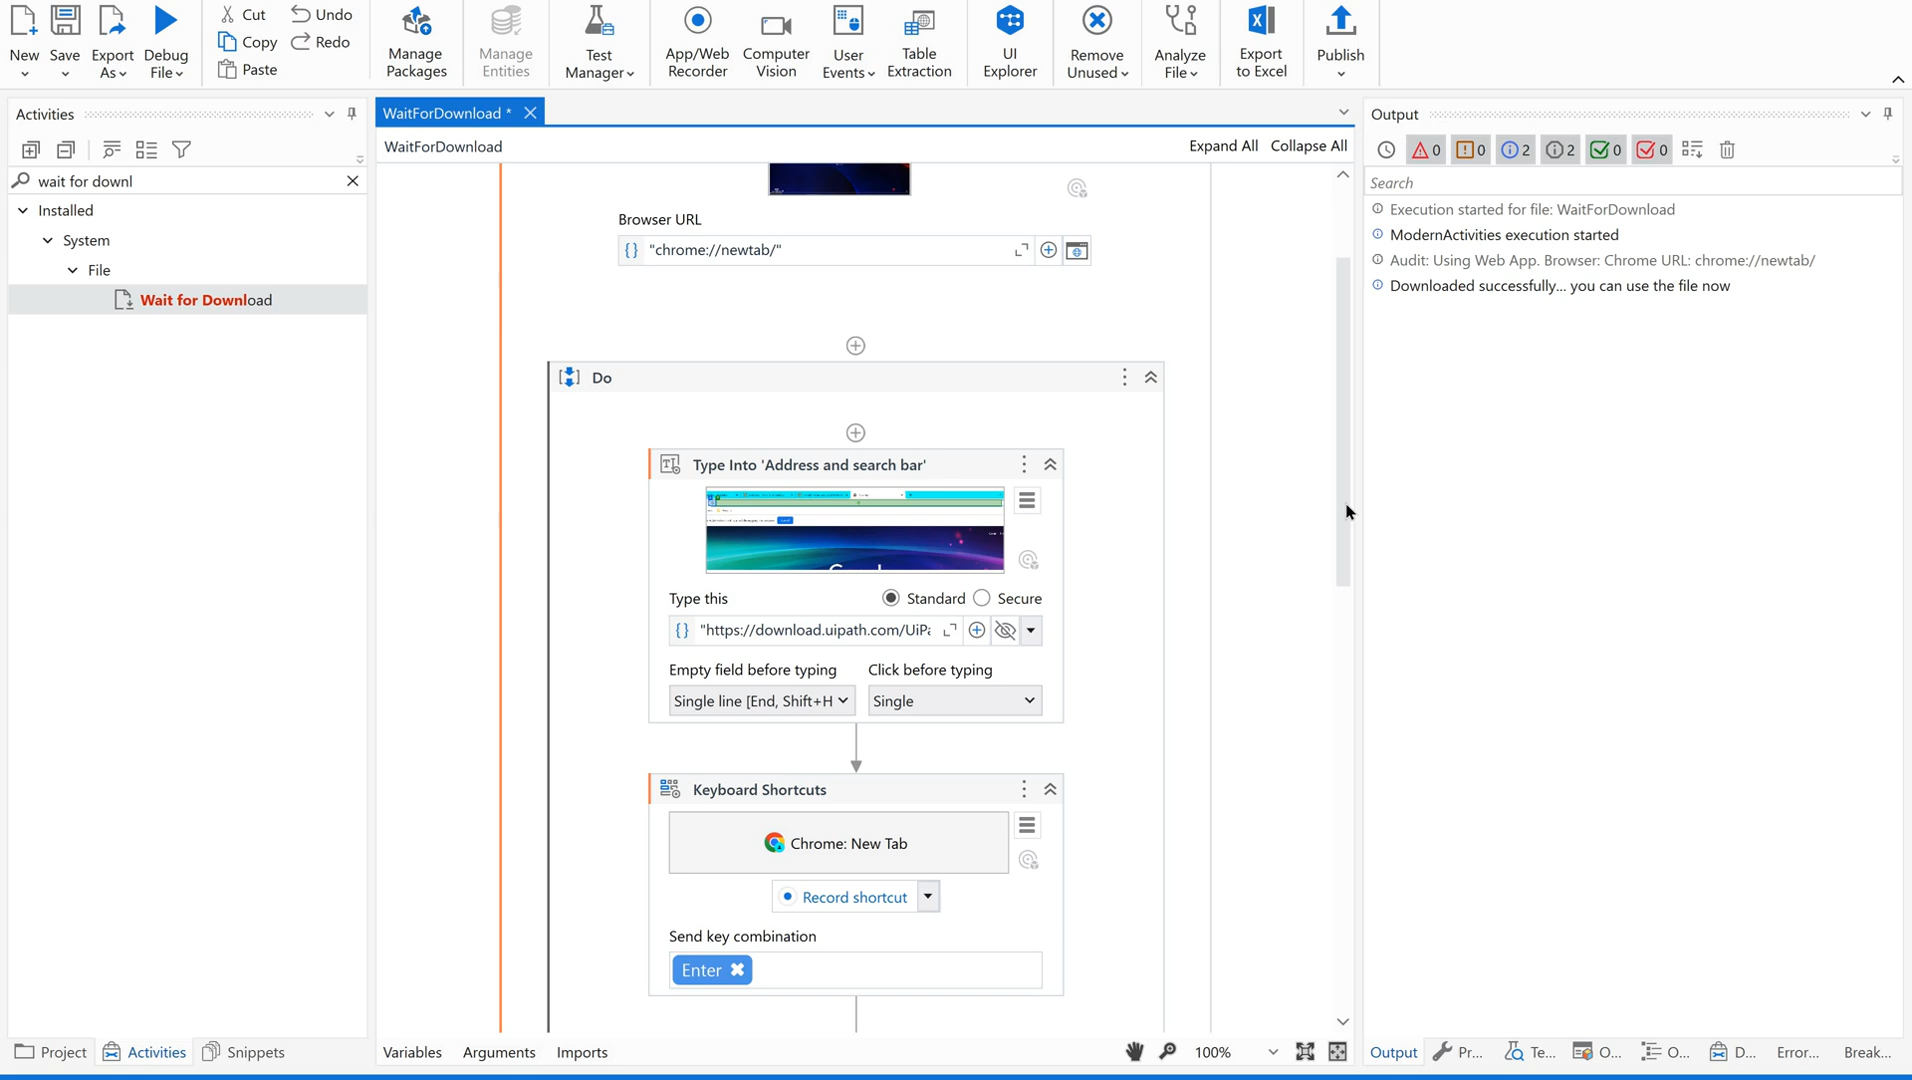 New
Save
Export
As
Debug
File
Cut
Copy
Paste
Undo
Redo
Manage
Packages
Manage
Entities
Test
Manager
App/Web
Recorder
Computer
Vision
User
Events
Table
Extraction
UI
Explorer
Remove
Unused
Analyze
File
Export
to Excel
Publish
Activities
wait for downl
Installed
System
File
Wait for Download
Project
Activities
Snippets
WaitForDownload *
WaitForDownload
Expand All
Collapse All
Browser URL
"chrome://newtab/"
Do
Type Into 'Address and search bar'
Type this
Standard
Secure
"https://download.uipath.com/UiPa
Empty field before typing
Click before typing
Single line [End, Shift+H
Single
Keyboard Shortcuts
Chrome: New Tab
Record shortcut
Send key combination
Enter
Variables
Arguments
Imports
100%
Output
0
0
2
2
0
0
Search
Execution started for file: WaitForDownload
ModernActivities execution started
Audit: Using Web App. Browser: Chrome URL: chrome://newtab/
Downloaded successfully... you can use the file now
Output
Pr...
Te...
O...
O...
D...
Error...
Break...